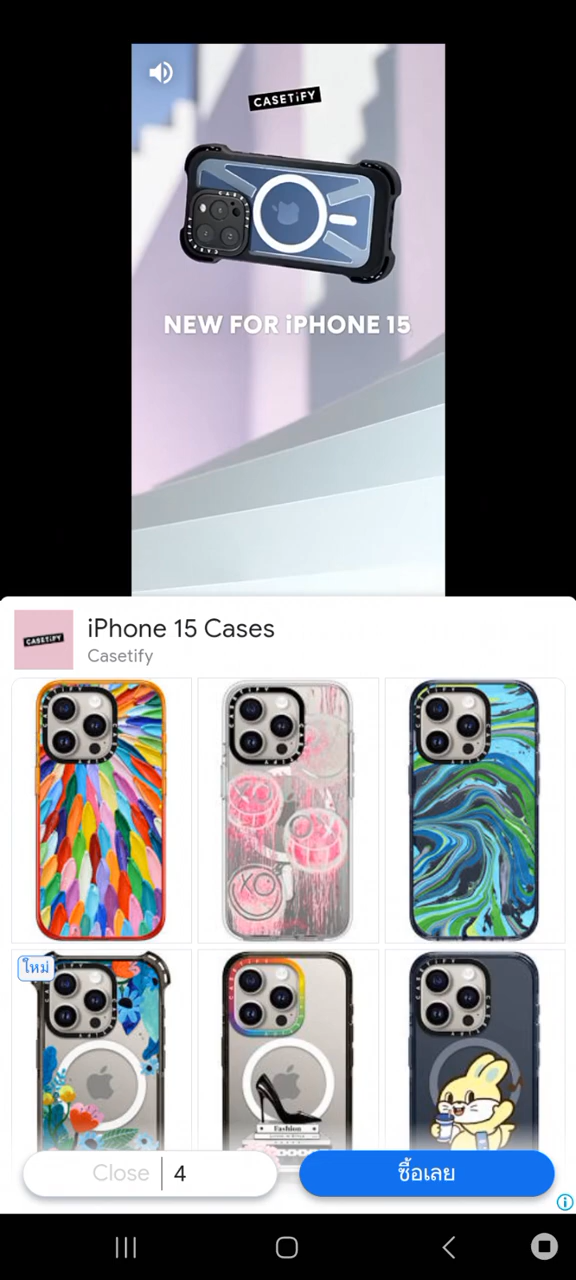 CASETiFY
NEW FOR iPHONE 15
CASETiFY
iPhone 15 Cases
Casetify
ใหม่
Fashion
Close 4
ซื้อเลย